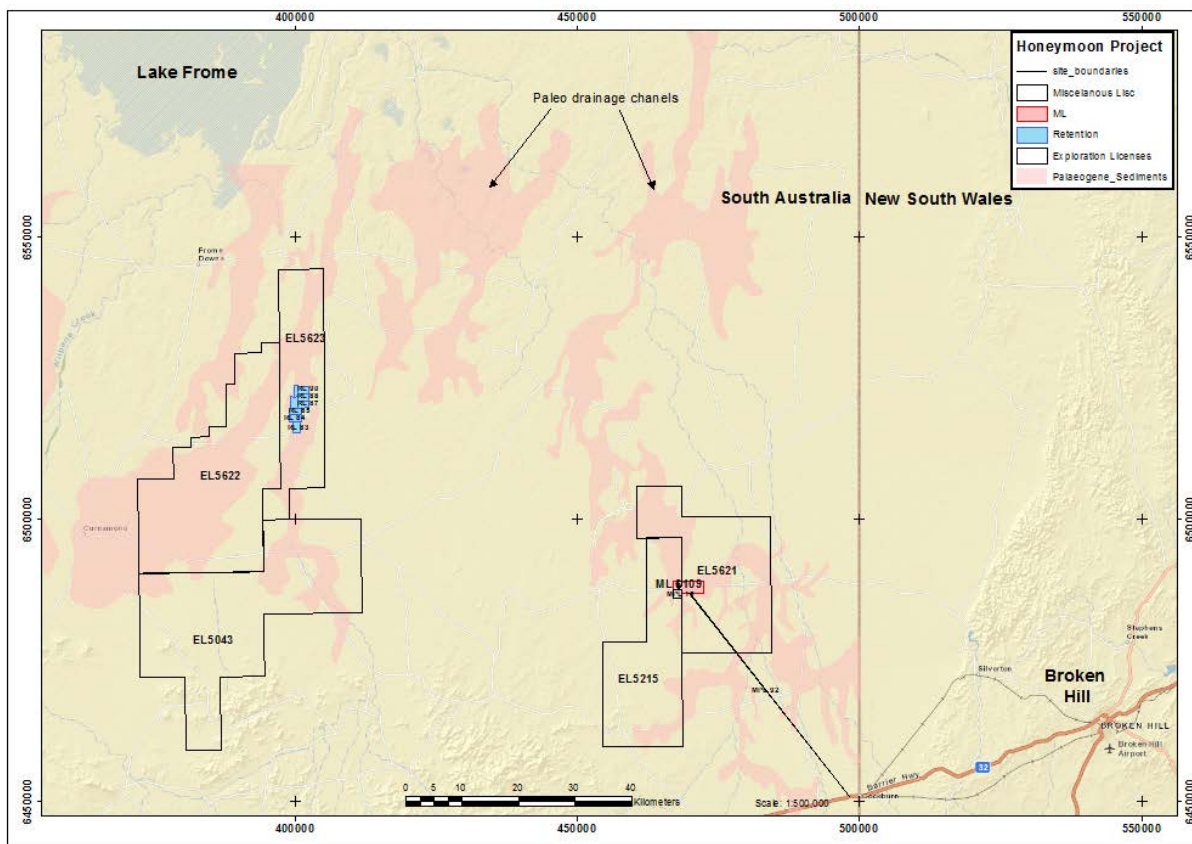 400000 450000 500000 550000
Lake Frome
Paleo drainage chanels
Honeymoon Project
site_boundaries
Miscelanous Lisc
ML
Retention
Exploration Licenses
Palaeogene_Sediments
South Australia
New South Wales
6550000
6550000
Frome
Downs
EL5623
EL5622
Curnamona
6500000
6500000
EL5621
EL5043
EL5215
Stephens
Creek
Silverton
Broken
Hill
BROKEN HILL
Broken Hill
Airport
32
Barrier Hwy
0 5 10 20 30 40
Kilometers
Scale: 1:500,000
6450000
6450000
400000 450000 500000 550000